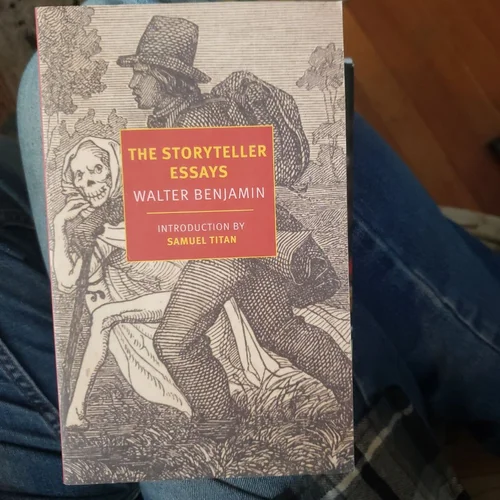 THE STORYTELLER
ESSAYS
WALTER BENJAMIN
INTRODUCTION BY
SAMUEL TITAN